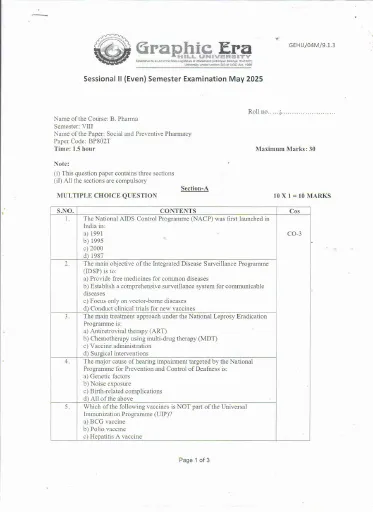 GEHU/04M/9.1.3
Graphic Era
HILL UNIVERSITY
Sessional II (Even) Semester Examination May 2025
Roll no.
Name of the Course: B. Pharma
Semester: VIII
Name of the Paper: Social and Preventive Pharmacy
Paper Code: BP802T
Time: 1.5 hour Maximum Marks: 30
Note:
(i) This question paper contains three sections
(ii) All the sections are compulsory
Section-A
MULTIPLE CHOICE QUESTION 10 X 1 = 10 MARKS
S.NO. CONTENTS Cos
1. The National AIDS Control Programme (NACP) was first launched in
India in:
a) 1991 CO-3
b) 1995
c) 2000
d) 1987
2. The main objective of the Integrated Disease Surveillance Programme
(IDSP) is to:
a) Provide free medicines for common diseases
b) Establish a comprehensive surveillance system for communicable
diseases
c) Focus only on vector-borne diseases
d) Conduct clinical trials for new vaccines
3. The main treatment approach under the National Leprosy Eradication
Programme is:
a) Antiretroviral therapy (ART)
b) Chemotherapy using multi-drug therapy (MDT)
c) Vaccine administration
d) Surgical interventions
4. The major cause of hearing impairment targeted by the National
Programme for Prevention and Control of Deafness is:
a) Genetic factors
b) Noise exposure
c) Birth-related complications
d) All of the above
5. Which of the following vaccines is NOT part of the Universal
Immunization Programme (UIP)?
a) BCG vaccine
b) Polio vaccine
c) Hepatitis A vaccine
Page 1 of 3